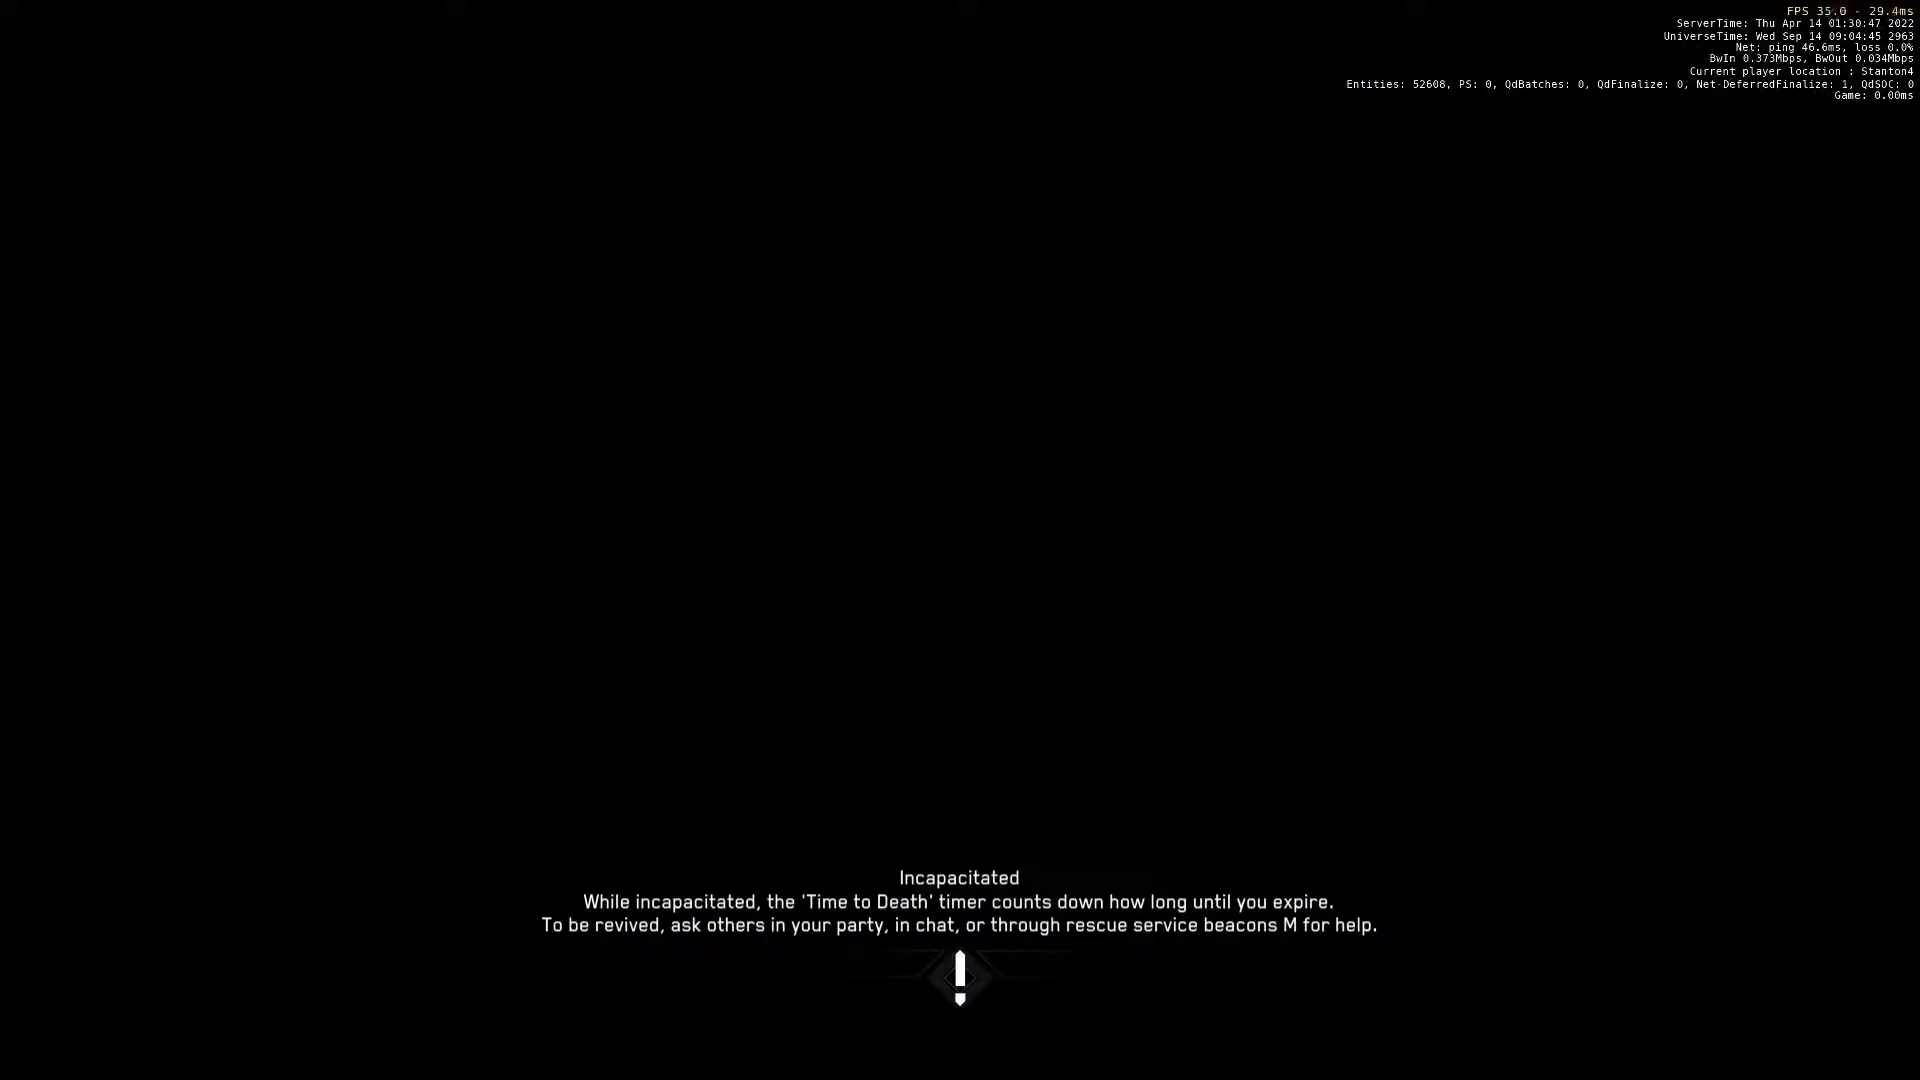 FPS 35.0 - 29.4ms
ServerTime: Thu Apr 14 01:30:47 2022
UniverseTime: Wed Sep 14 09:04:45 2963
Net: ping 46.6ms, loss 0.0%
BwIn 0.373Mbps, BwOut 0.034Mbps
Current player location : Stanton4
Entities: 52608, PS: 0, QdBatches: 0, QdFinalize: 0, Net-DeferredFinalize: 1, QdSOC: 0
Game: 0.00ms
Incapacitated
While incapacitated, the 'Time to Death' timer counts down how long until you expire.
To be revived, ask others in your party, in chat, or through rescue service beacons M for help.